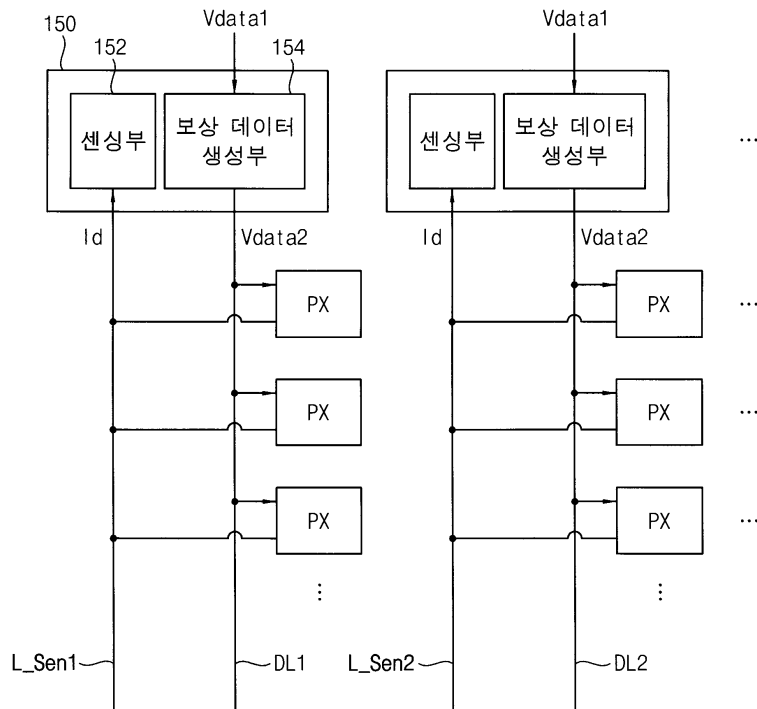 Vdata1
Vdata1
150
152
154
센싱부
보상 데이터
생성부
센싱부
보상 데이터
생성부
...
Id
Vdata2
Id
Vdata2
PX
PX
...
PX
PX
...
PX
PX
...
...
...
L_Sen1
DL1
L_Sen2
DL2